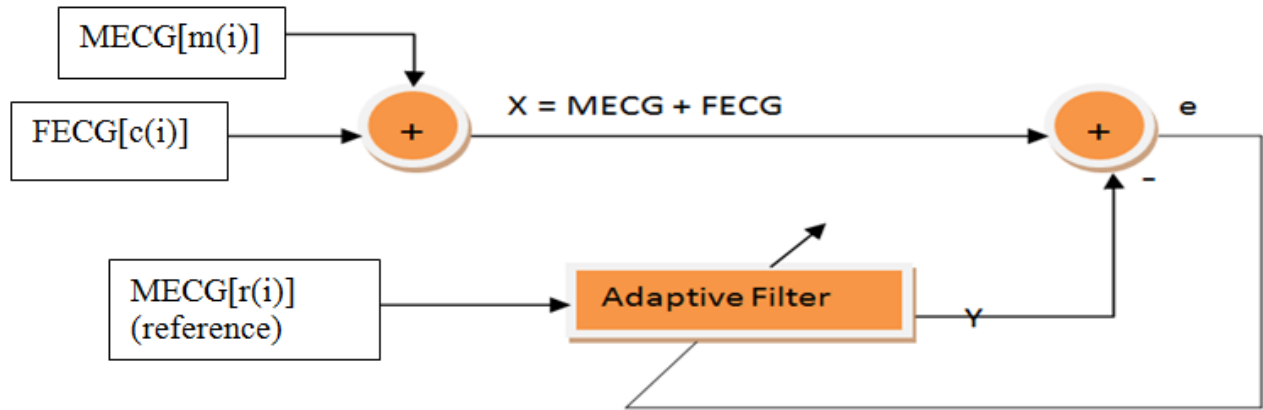 MECG[m(i)]
FECG[c(i)]
+
X = MECG + FECG
+
e
-
MECG[r(i)]
(reference)
Adaptive Filter
Y